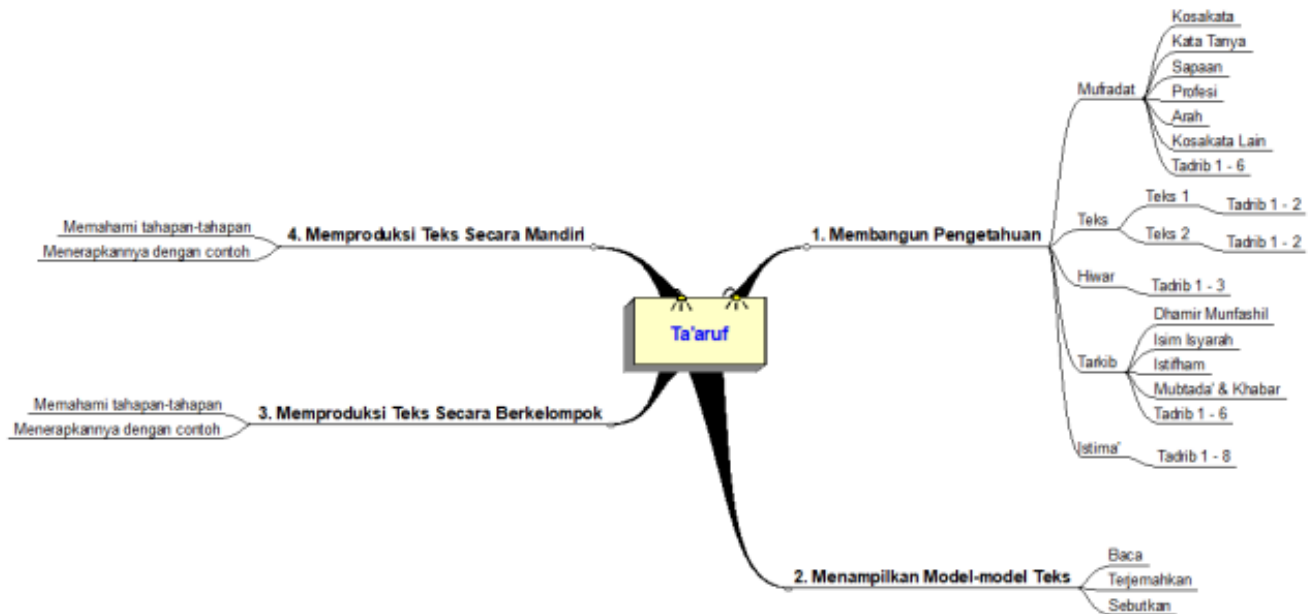 Ta'aruf
1. Membangun Pengetahuan
Mufradat
Kosakata
Kata Tanya
Sapaan
Profesi
Arah
Kosakata Lain
Tadrib 1 - 6
Teks
Teks 1
Tadrib 1 - 2
Teks 2
Tadrib 1 - 2
Hiwar
Tadrib 1 - 3
Tarkib
Dhamir Munfashil
Isim Isyarah
Istifham
Mubtada' & Khabar
Tadrib 1 - 6
Istima'
Tadrib 1 - 8
2. Menampilkan Model-model Teks
Baca
Terjemahkan
Sebutkan
3. Memproduksi Teks Secara Berkelompok
Memahami tahapan-tahapan
Menerapkannya dengan contoh
4. Memproduksi Teks Secara Mandiri
Memahami tahapan-tahapan
Menerapkannya dengan contoh